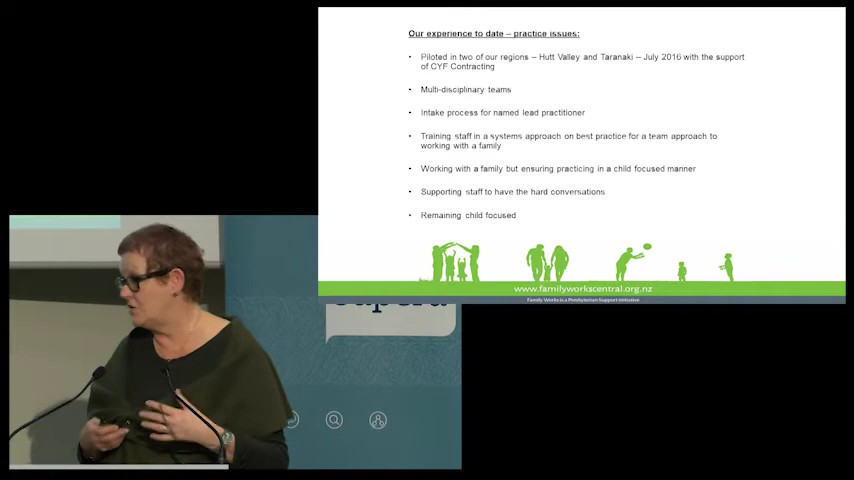 Our experience to date – practice issues:
• Piloted in two of our regions – Hutt Valley and Taranaki – July 2016 with the support
of CYF Contracting
• Multi-disciplinary teams
• Intake process for named lead practitioner
• Training staff in a systems approach on best practice for a team approach to
working with a family
• Working with a family but ensuring practicing in a child focused manner
• Supporting staff to have the hard conversations
• Remaining child focused
www.familyworkscentral.org.nz
Family Works is a Presbyterian Support Initiative